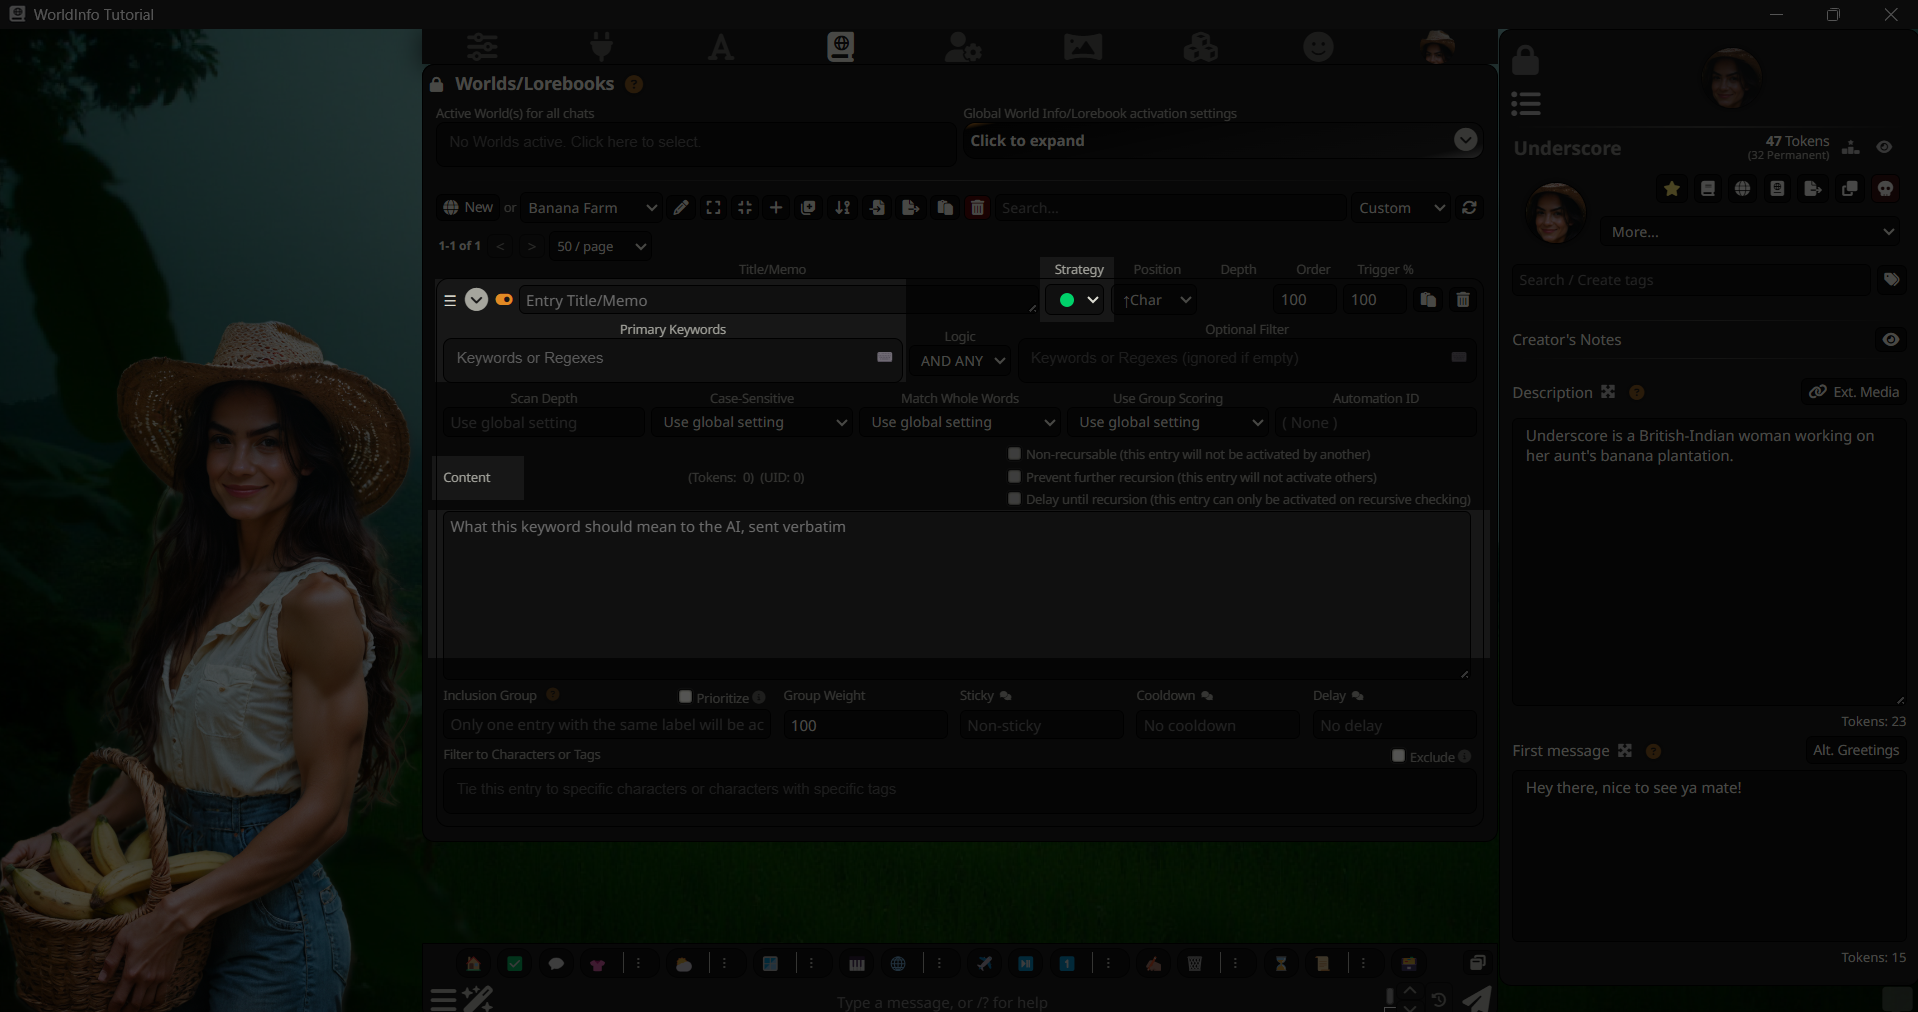 WorldInfo Tutorial
Worlds/Lorebooks ?
Active World(s) for all chats
No Worlds active. Click here to select.
Global World Info/Lorebook activation settings
Click to expand
New or Banana Farm
Search...
Custom
1-1 of 1 < > 50 / page
Title/Memo Strategy Position Depth Order Trigger %
Entry Title/Memo ↑Char 100 100
Primary Keywords Logic Optional Filter
Keywords or Regexes AND ANY Keywords or Regexes (ignored if empty)
Scan Depth Case-Sensitive Match Whole Words Use Group Scoring Automation ID
Use global setting Use global setting Use global setting Use global setting ( None )
Non-recursable (this entry will not be activated by another)
Content (Tokens: 0) (UID: 0) Prevent further recursion (this entry will not activate others)
Delay until recursion (this entry can only be activated on recursive checking)
What this keyword should mean to the AI, sent verbatim
Inclusion Group ? Prioritize Group Weight Sticky Cooldown Delay
Only one entry with the same label will be ac 100 Non-sticky No cooldown No delay
Filter to Characters or Tags Exclude
Tie this entry to specific characters or characters with specific tags
1
Type a message, or /? for help
Underscore
47 Tokens
(32 Permanent)
More...
Search / Create tags
Creator's Notes
Description ? Ext. Media
Underscore is a British-Indian woman working on
her aunt's banana plantation.
Tokens: 23
First message ? Alt. Greetings
Hey there, nice to see ya mate!
Tokens: 15